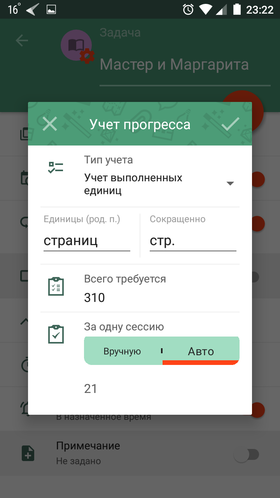 16°
23:22
Задача
Мастер и Маргарита
Учет прогресса
Тип учета
Учет выполненных
единиц
Единицы (род. п.)
Сокращенно
страниц
стр.
Всего требуется
310
За одну сессию
Вручную
Авто
21
В назначенное время
Примечание
Не задано